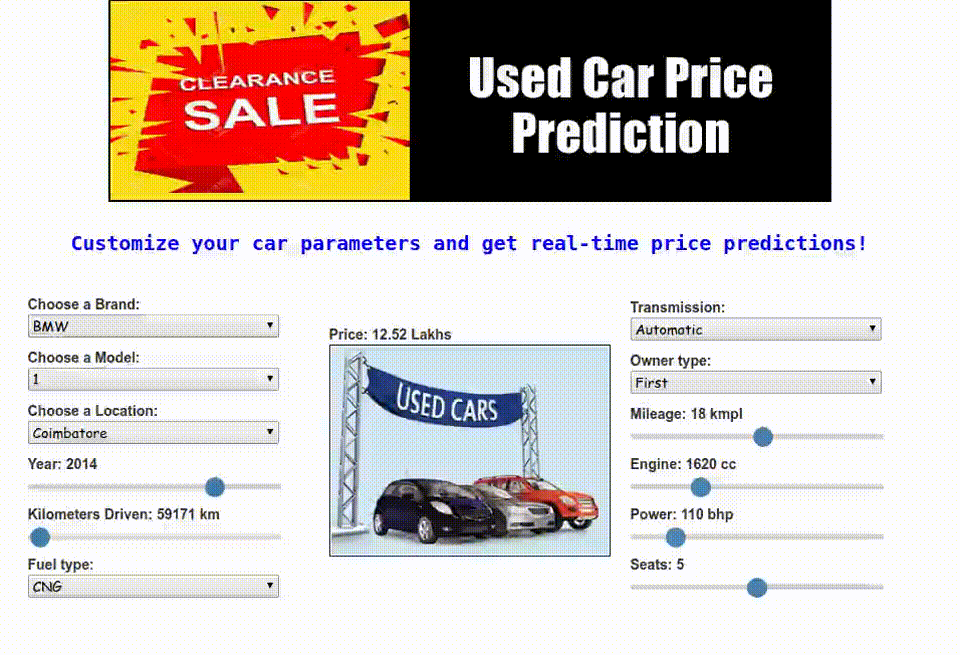 CLEARANCE
SALE
Used Car Price
Prediction
Customize your car parameters and get real-time price predictions!
Choose a Brand:
BMW
Choose a Model:
1
Choose a Location:
Coimbatore
Year: 2014
Kilometers Driven: 59171 km
Fuel type:
CNG
Price: 12.52 Lakhs
USED CARS
Transmission:
Automatic
Owner type:
First
Mileage: 18 kmpl
Engine: 1620 cc
Power: 110 bhp
Seats: 5